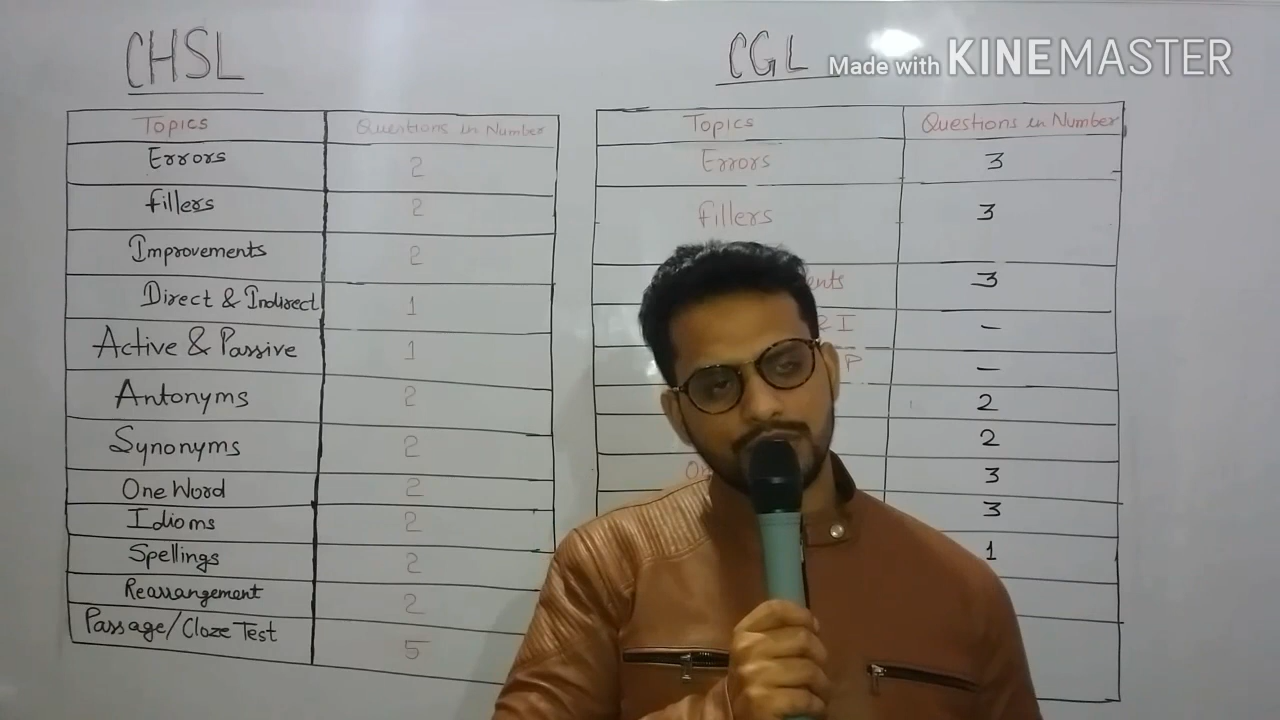 CHSL
Topics Questions in Number
Errors 2
fillers 2
Improvements 2
Direct & Indirect 1
Active & Passive 1
Antonyms 2
Synonyms 2
One Word 2
Idioms 2
Spellings 2
Rearrangement 2
Passage/Cloze Test 5
CGL
Made with KINEMASTER
Topics Questions in Number
Errors 3
fillers 3
3
I -
P -
2
2
3
3
1